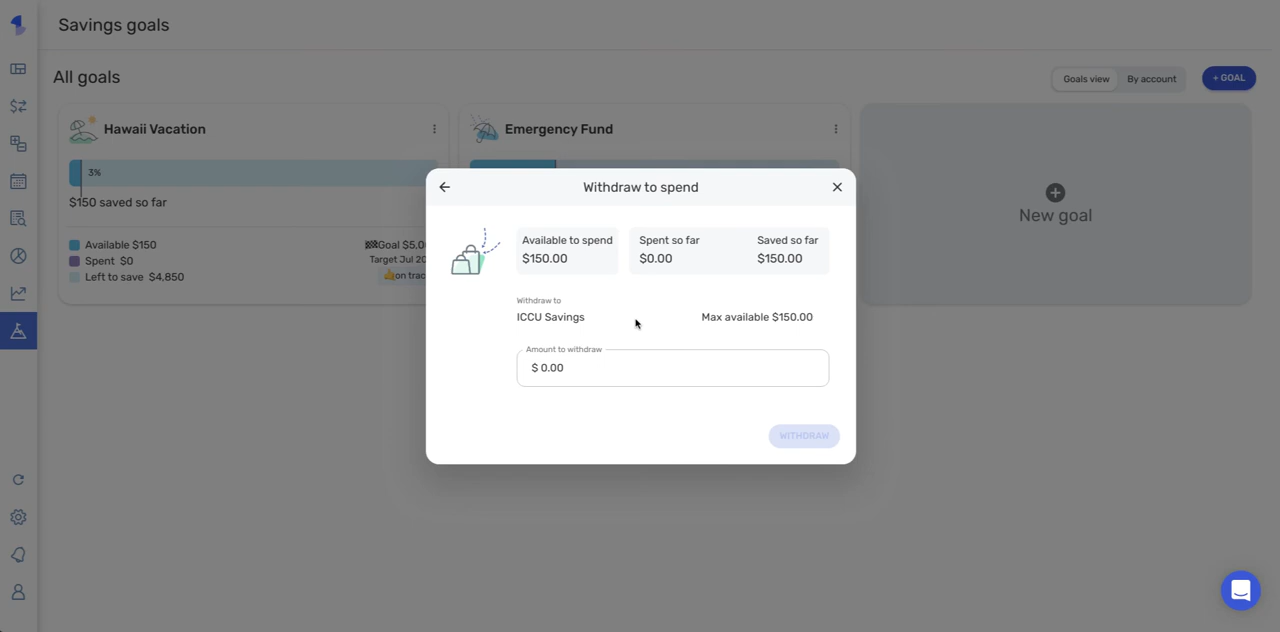 Savings goals
All goals
Goals view By account
+ GOAL
Hawaii Vacation
3%
$150 saved so far
Available $150
Spent $0
Left to save $4,850
Goal $5,0
Target Jul 20
on trac
Emergency Fund
New goal
Withdraw to spend
Available to spend
$150.00
Spent so far
$0.00
Saved so far
$150.00
Withdraw to
ICCU Savings
Max available $150.00
Amount to withdraw
$ 0.00
WITHDRAW